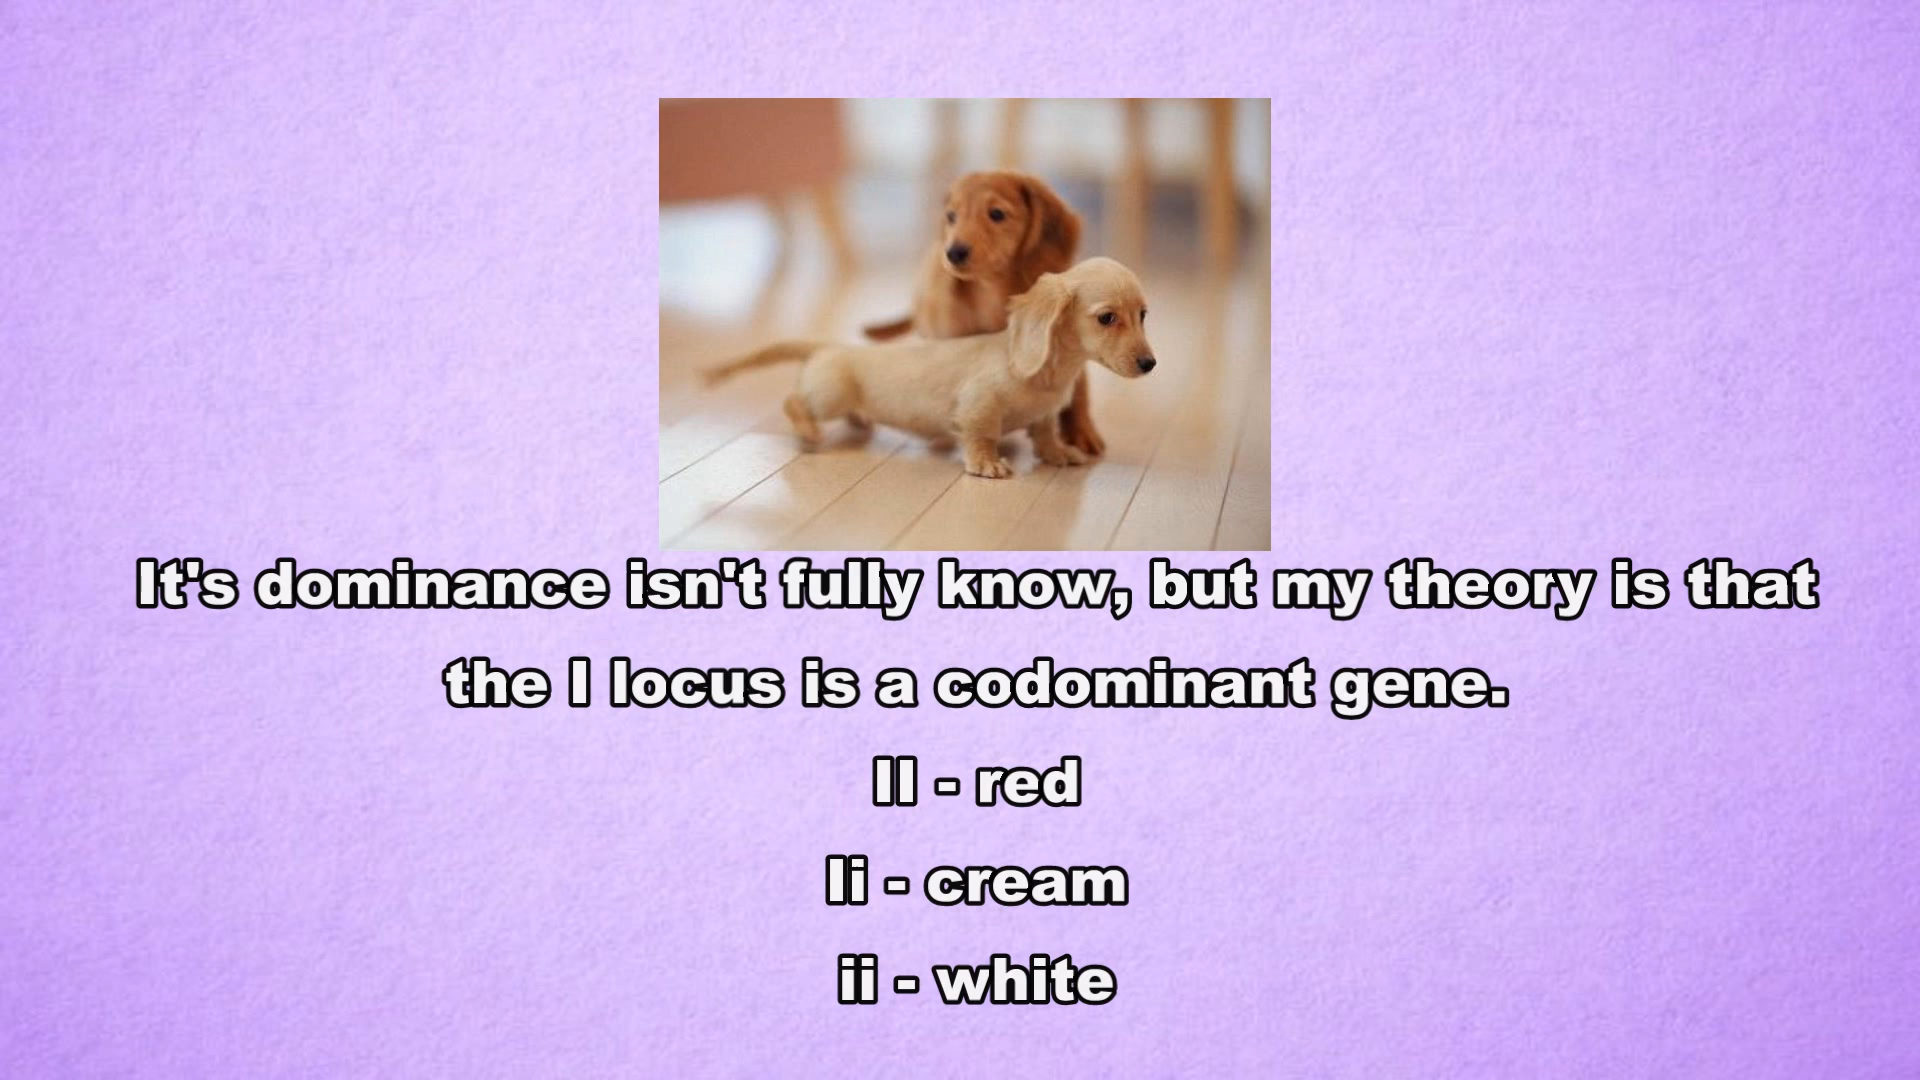 It's dominance isn't fully know, but my theory is that
the I locus is a codominant gene.
II - red
Ii - cream
ii - white